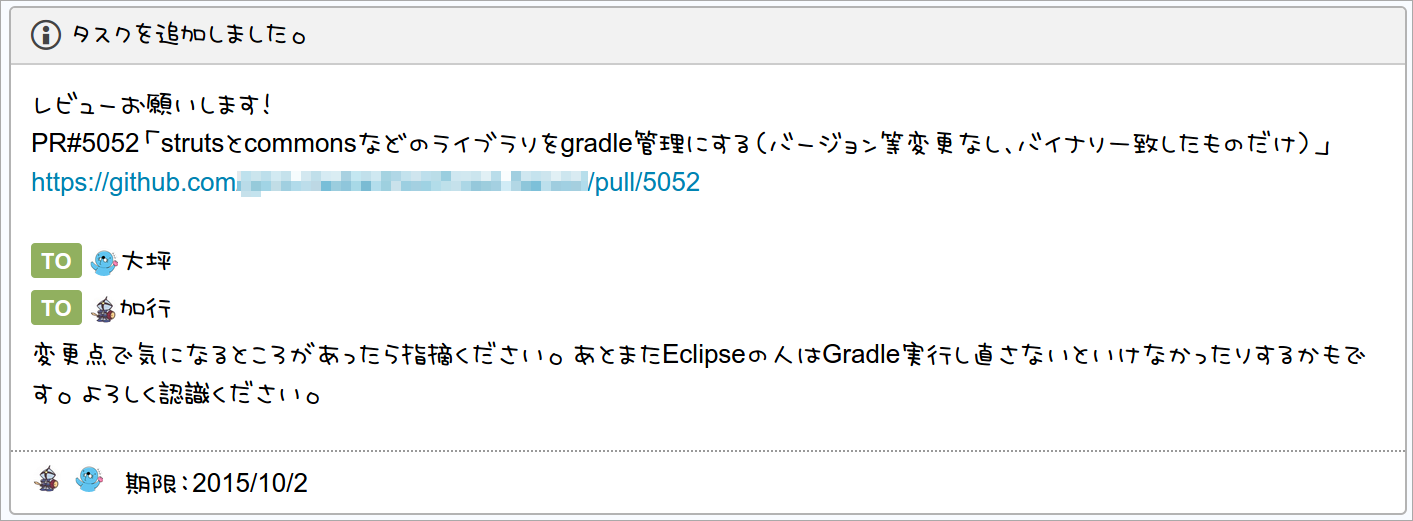 タスクを追加しました。
レビューお願いします!
PR#5052「strutsとcommonsなどのライブラリをgradle管理にする(バージョン等変更なし、バイナリ一致したものだけ)」
https://github.com/pull/5052
TO 大坪
TO 加行
変更点で気になるところがあったら指摘ください。あとまたEclipseの人はGradle実行し直さないといけなかったりするかもで
す。よろしく認識ください。
期限:2015/10/2